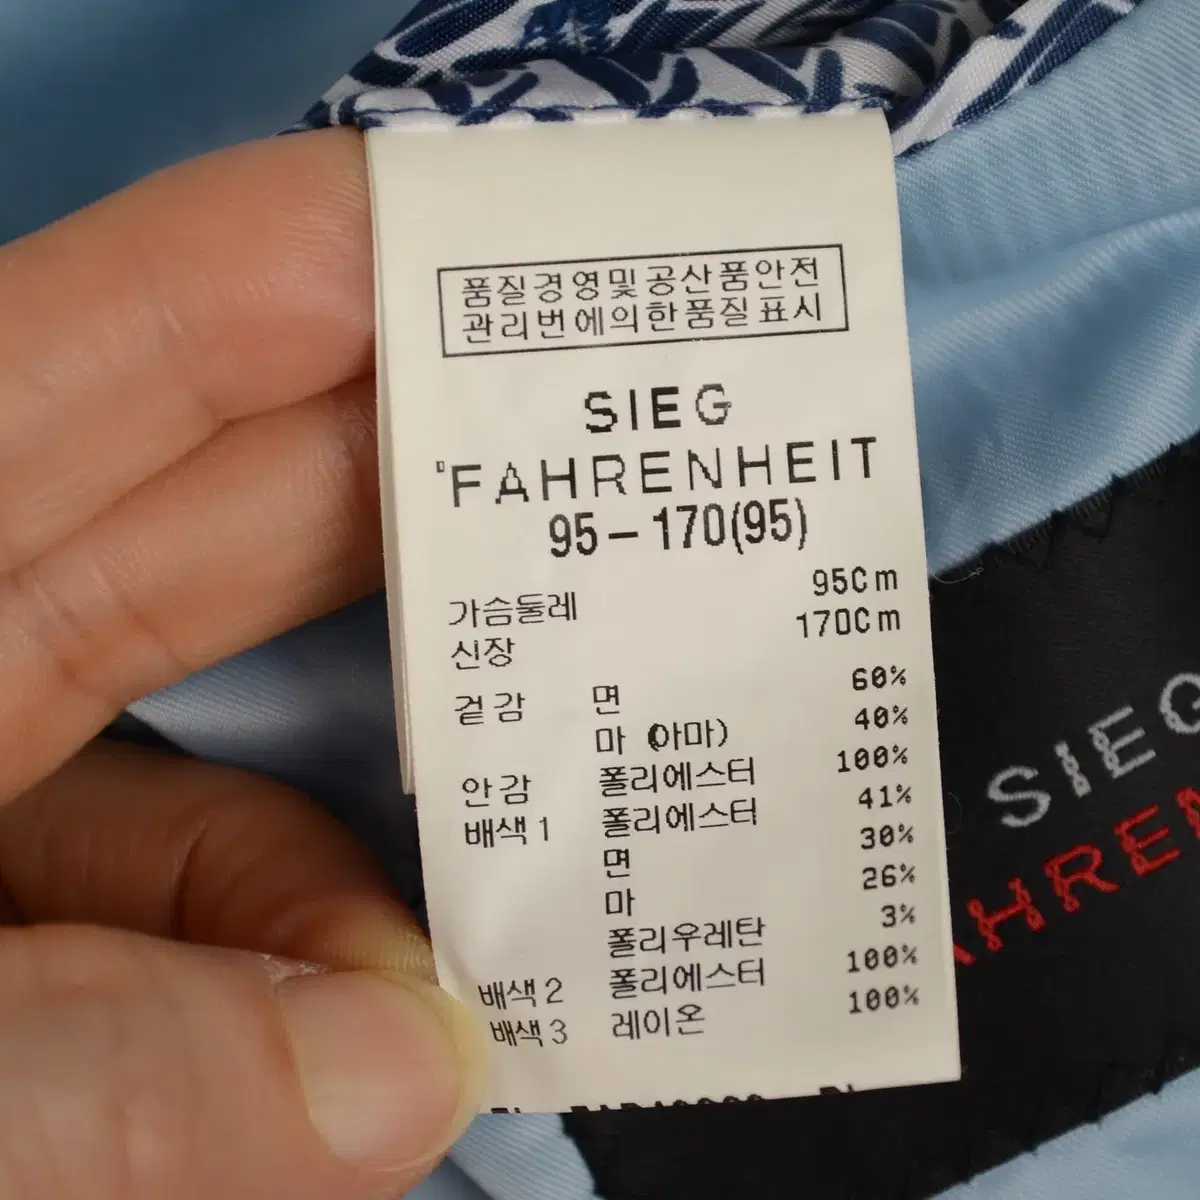 품질경영및공산품안전
관리번에의한품질표시
SIEG
FAHRENHEIT
95-170(95)
가슴둘레 95Cm
신장 170Cm
겉감 면 60%
마 (아마) 40%
안감 폴리에스터 100%
배색1 폴리에스터 41%
면 30%
마 26%
폴리우레탄 3%
배색2 폴리에스터 100%
배색3 레이온 100%
SIEG
AHREN